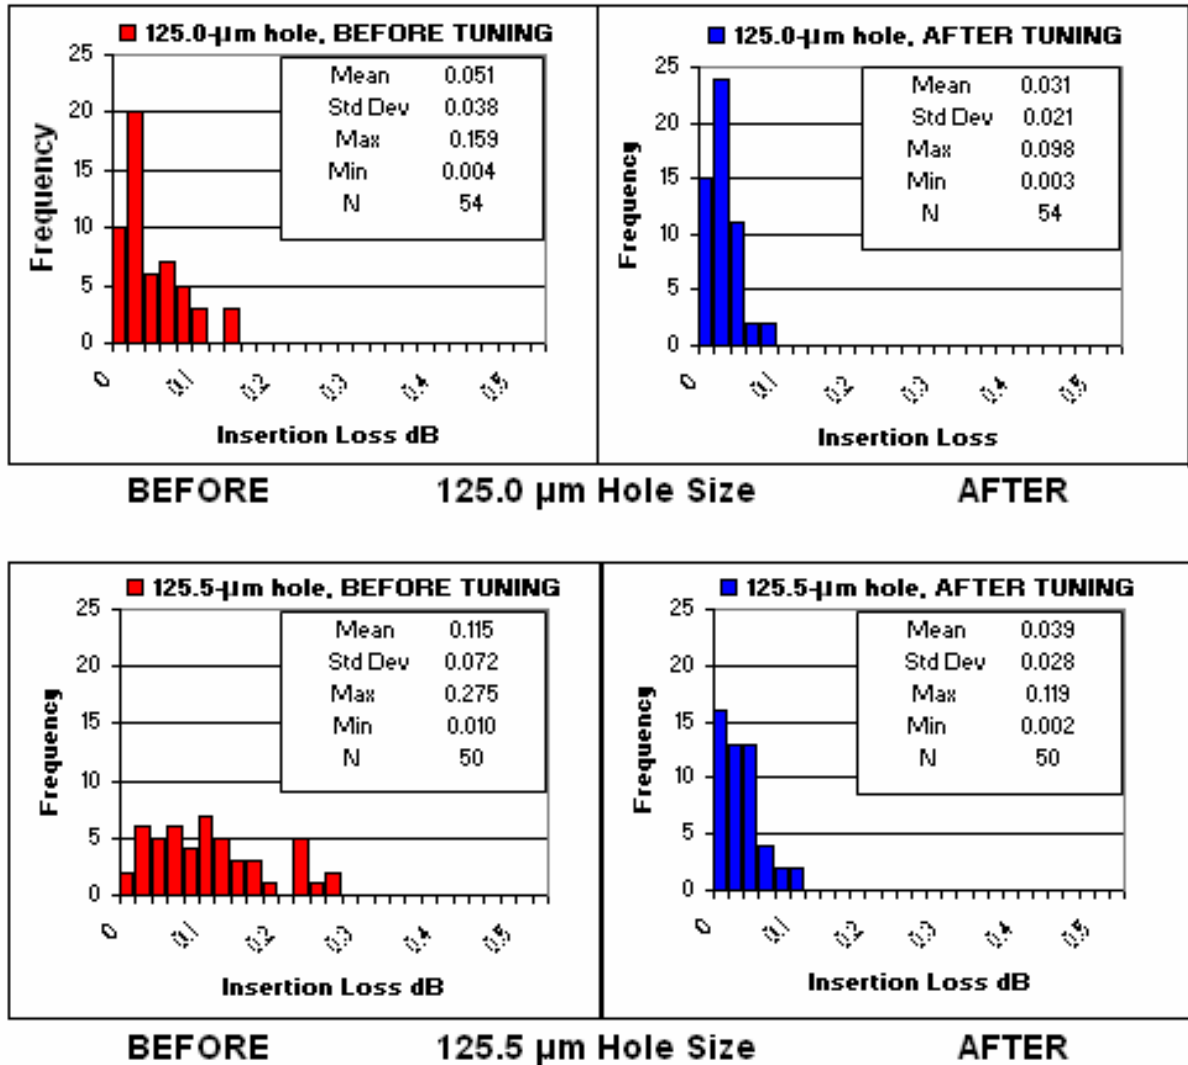 125.0-µm hole, BEFORE TUNING
25
20
15
10
5
0
Frequency
Mean 0.051
Std Dev 0.038
Max 0.159
Min 0.004
N 54
0 0.1 0.2 0.3 0.4 0.5
Insertion Loss dB
125.0-µm hole, AFTER TUNING
25
20
15
10
5
0
Frequency
Mean 0.031
Std Dev 0.021
Max 0.098
Min 0.003
N 54
0 0.1 0.2 0.3 0.4 0.5
Insertion Loss
BEFORE 125.0 µm Hole Size AFTER
125.5-µm hole, BEFORE TUNING
25
20
15
10
5
0
Frequency
Mean 0.115
Std Dev 0.072
Max 0.275
Min 0.010
N 50
0 0.1 0.2 0.3 0.4 0.5
Insertion Loss dB
125.5-µm hole, AFTER TUNING
25
20
15
10
5
0
Frequency
Mean 0.039
Std Dev 0.028
Max 0.119
Min 0.002
N 50
0 0.1 0.2 0.3 0.4 0.5
Insertion Loss dB
BEFORE 125.5 µm Hole Size AFTER